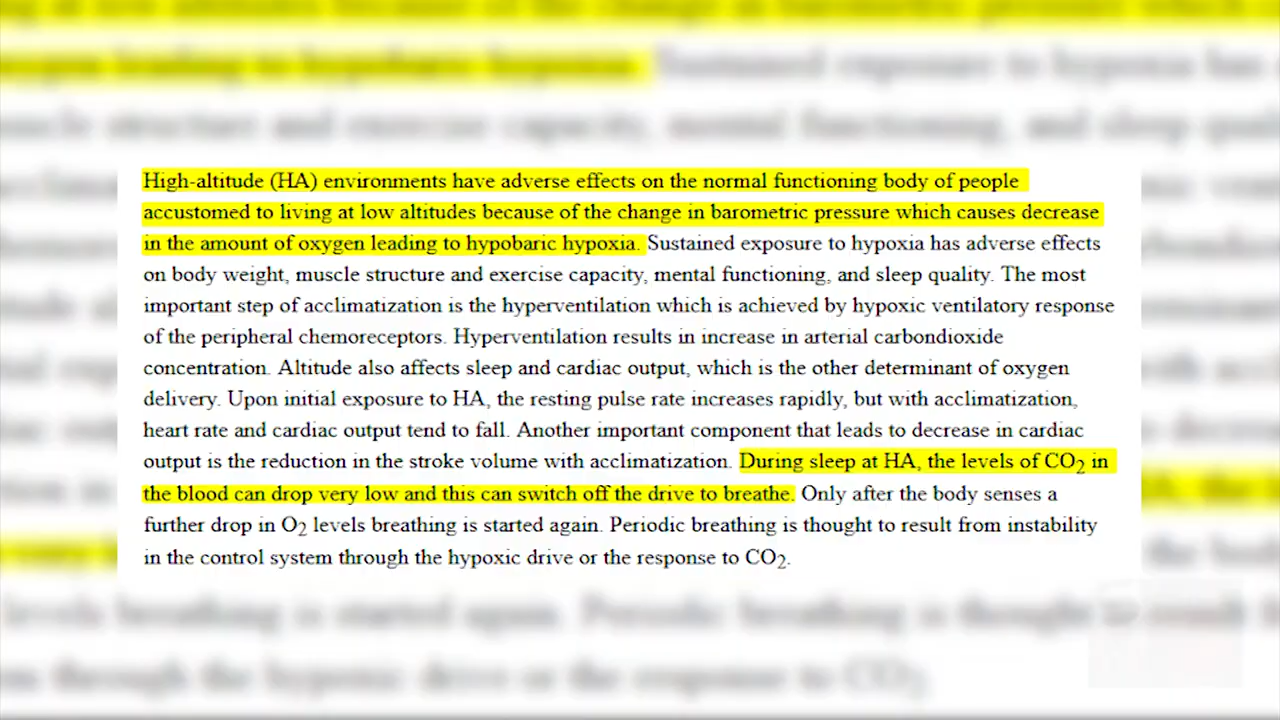 High-altitude (HA) environments have adverse effects on the normal functioning body of people
accustomed to living at low altitudes because of the change in barometric pressure which causes decrease
in the amount of oxygen leading to hypobaric hypoxia. Sustained exposure to hypoxia has adverse effects
on body weight, muscle structure and exercise capacity, mental functioning, and sleep quality. The most
important step of acclimatization is the hyperventilation which is achieved by hypoxic ventilatory response
of the peripheral chemoreceptors. Hyperventilation results in increase in arterial carbondioxide
concentration. Altitude also affects sleep and cardiac output, which is the other determinant of oxygen
delivery. Upon initial exposure to HA, the resting pulse rate increases rapidly, but with acclimatization,
heart rate and cardiac output tend to fall. Another important component that leads to decrease in cardiac
output is the reduction in the stroke volume with acclimatization. During sleep at HA, the levels of CO2 in
the blood can drop very low and this can switch off the drive to breathe. Only after the body senses a
further drop in O2 levels breathing is started again. Periodic breathing is thought to result from instability
in the control system through the hypoxic drive or the response to CO2.